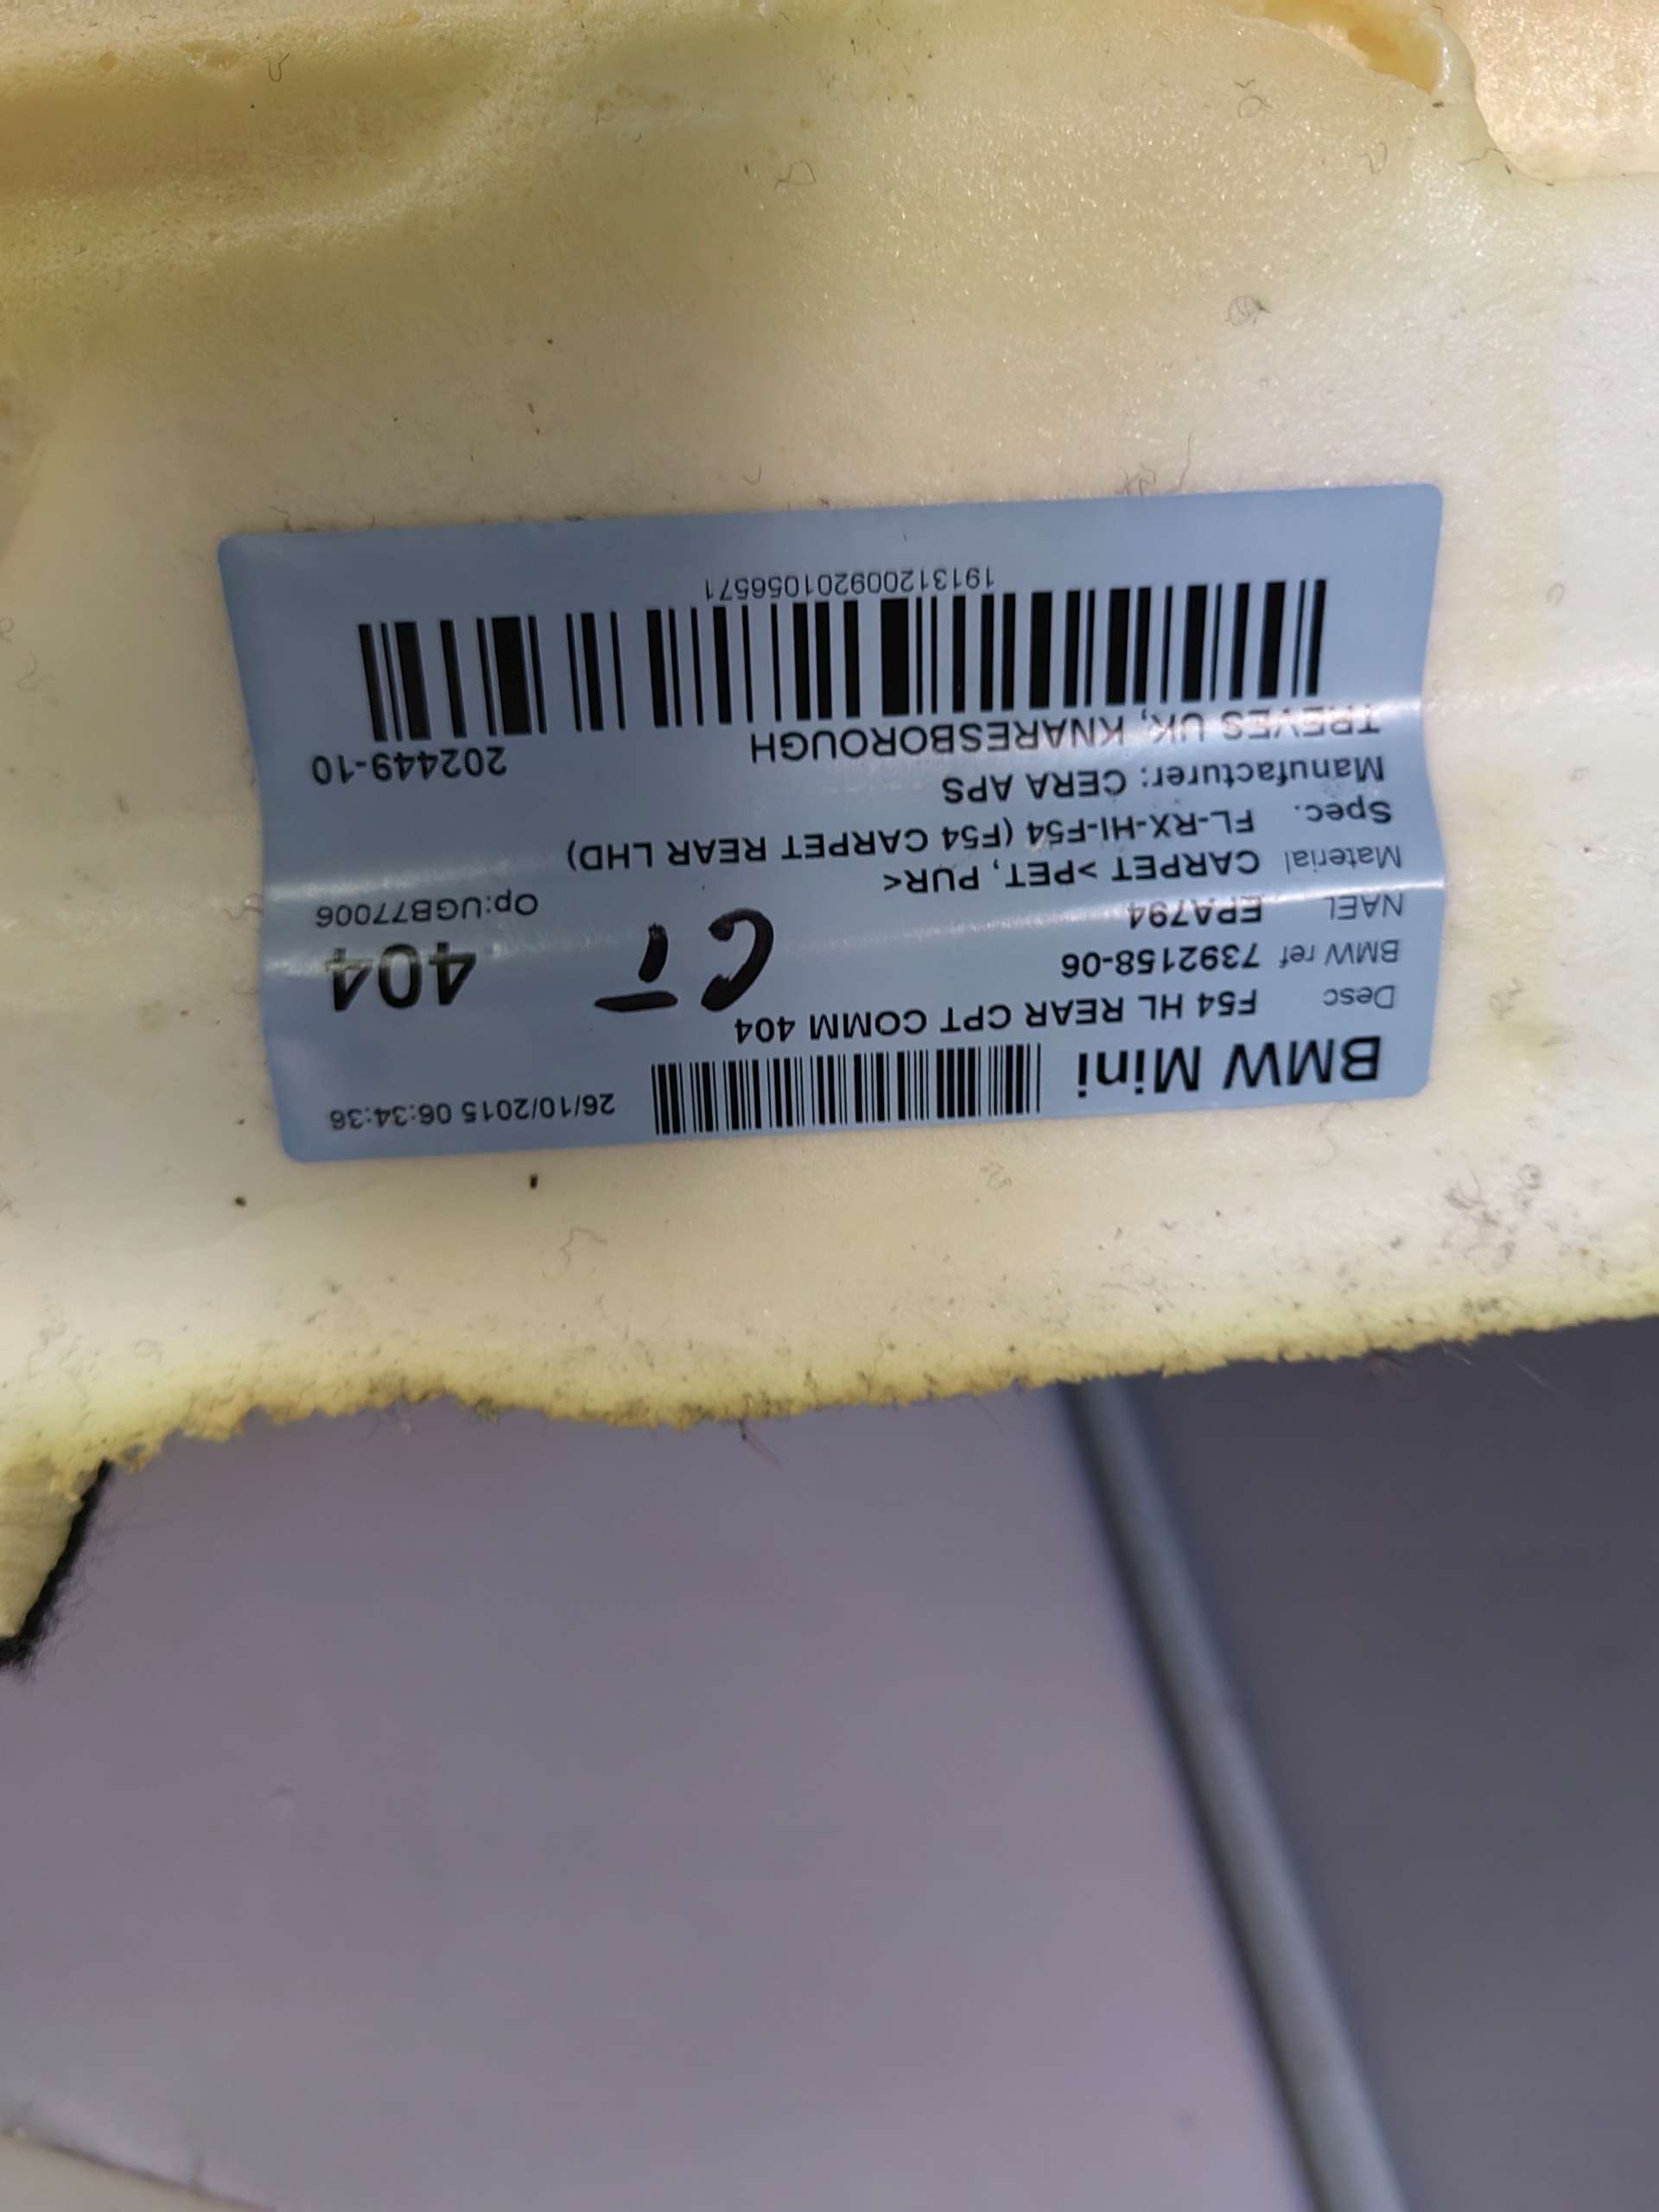 BMW Mini 26/10/2015 06:34:36
Desc F54 HL REAR CPT COMM 404
BMW ref 7392158-06
NAEL EPA794
CT
404
Op:UGB77006
Material CARPET >PET, PUR<
Spec. FL-RX-HI-F54 (F54 CARPET REAR LHD)
Manufacturer: CERA APS
TREVES UK, KNARESBOROUGH
202449-10
191312009201056571